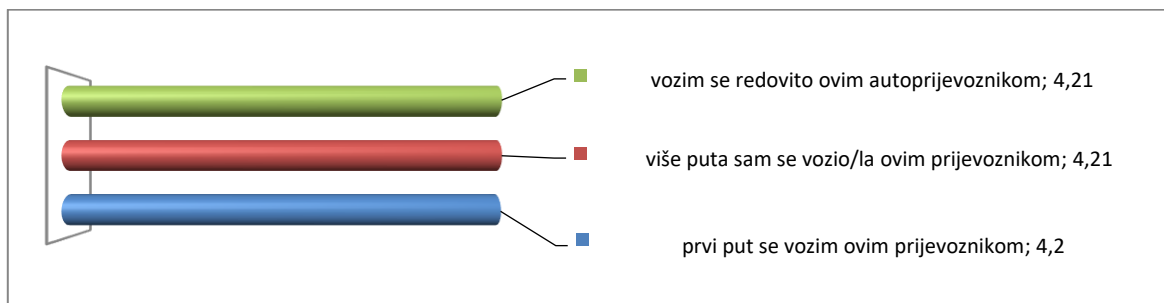 vozim se redovito ovim autoprijevoznikom; 4,21
više puta sam se vozio/la ovim prijevoznikom; 4,21
prvi put se vozim ovim prijevoznikom; 4,2